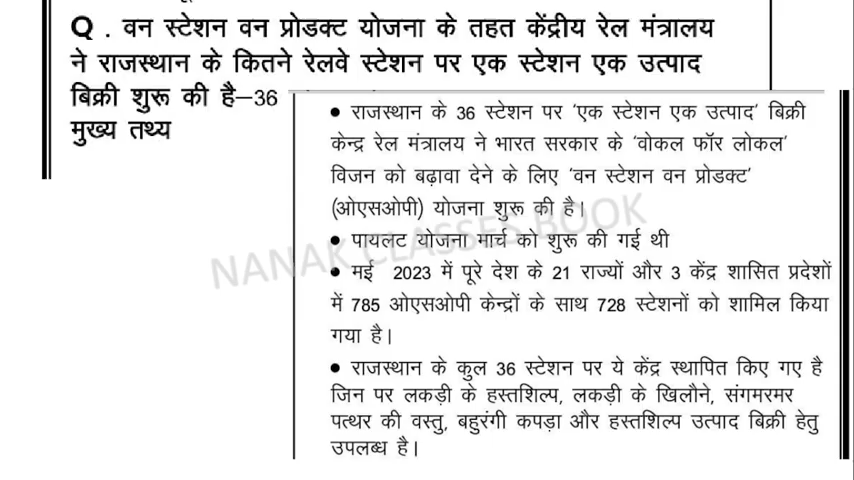 Q . वन स्टेशन वन प्रोडक्ट योजना के तहत केंद्रीय रेल मंत्रालय
ने राजस्थान के कितने रेलवे स्टेशन पर एक स्टेशन एक उत्पाद
बिक्री शुरू की है–36
मुख्य तथ्य
• राजस्थान के 36 स्टेशन पर 'एक स्टेशन एक उत्पाद' बिक्री
केन्द्र रेल मंत्रालय ने भारत सरकार के 'वोकल फॉर लोकल'
विजन को बढ़ावा देने के लिए 'वन स्टेशन वन प्रोडक्ट'
(ओएसओपी) योजना शुरू की है।
• पायलट योजना मार्च को शुरू की गई थी
• मई 2023 में पूरे देश के 21 राज्यों और 3 केंद्र शासित प्रदेशों
में 785 ओएसओपी केन्द्रों के साथ 728 स्टेशनों को शामिल किया
गया है।
• राजस्थान के कुल 36 स्टेशन पर ये केंद्र स्थापित किए गए है
जिन पर लकड़ी के हस्तशिल्प, लकड़ी के खिलौने, संगमरमर
पत्थर की वस्तु, बहुरंगी कपड़ा और हस्तशिल्प उत्पाद बिक्री हेतु
उपलब्ध है।
NANAK CLASSES BOOK